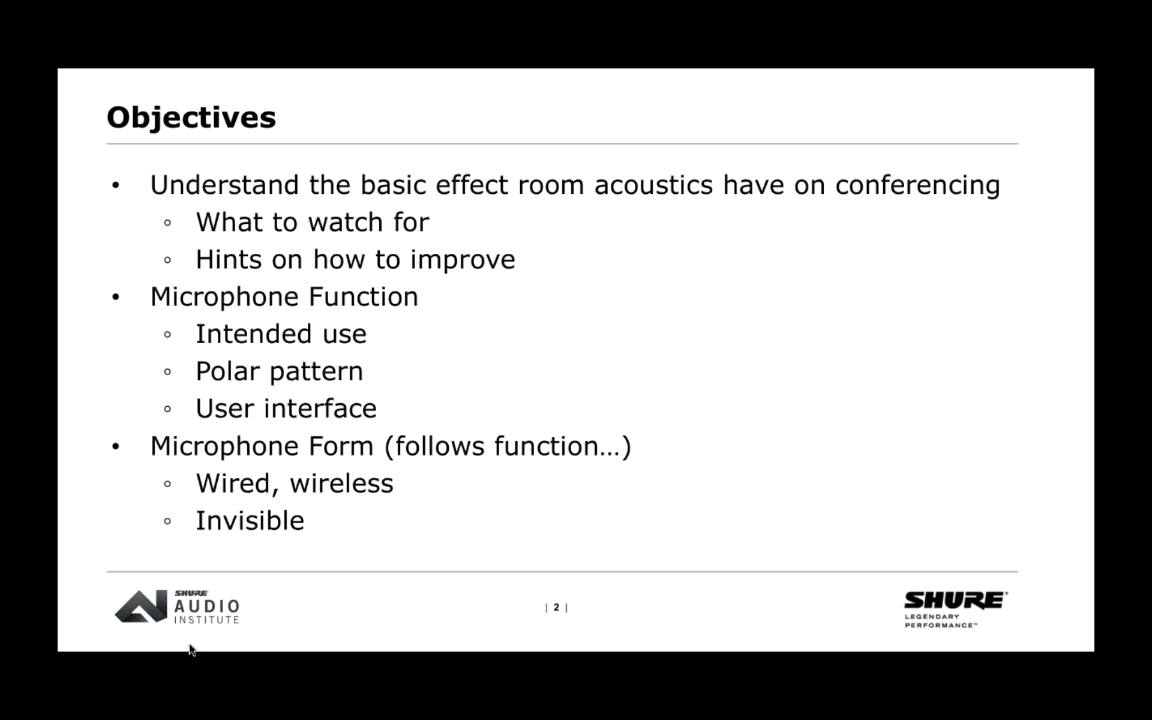 Objectives
• Understand the basic effect room acoustics have on conferencing
◦ What to watch for
◦ Hints on how to improve
• Microphone Function
◦ Intended use
◦ Polar pattern
◦ User interface
• Microphone Form (follows function…)
◦ Wired, wireless
◦ Invisible
SHURE
AUDIO
INSTITUTE
| 2 |
SHURE®
LEGENDARY
PERFORMANCE™